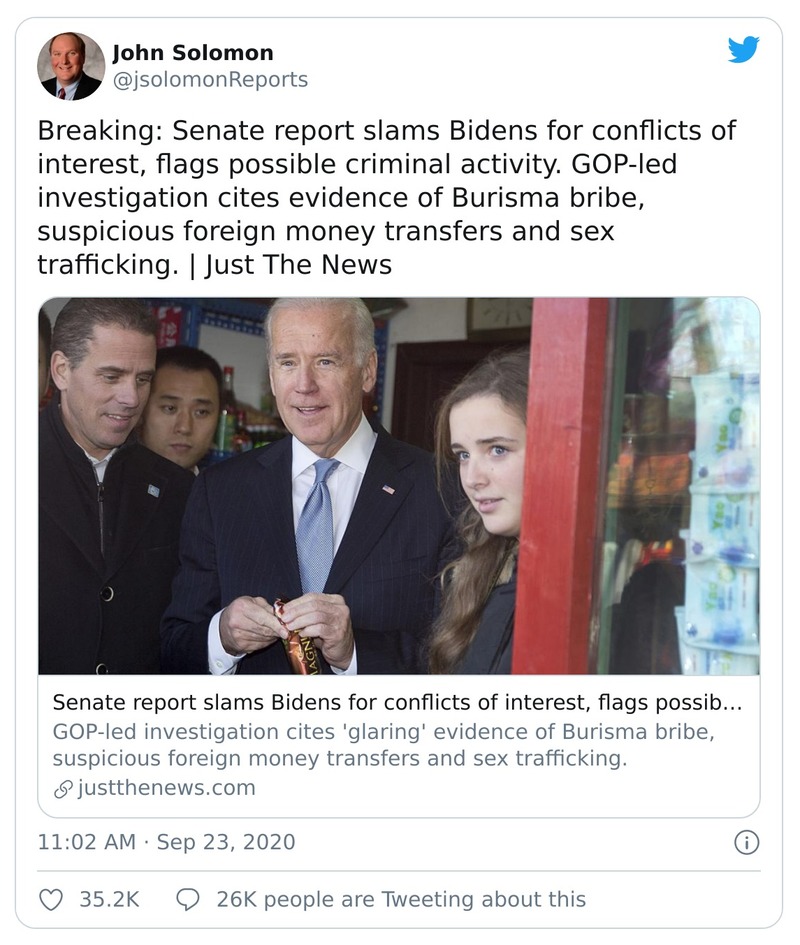 John Solomon
@jsolomonReports
Breaking: Senate report slams Bidens for conflicts of
interest, flags possible criminal activity. GOP-led
investigation cites evidence of Burisma bribe,
suspicious foreign money transfers and sex
trafficking. | Just The News
Senate report slams Bidens for conflicts of interest, flags possib...
GOP-led investigation cites 'glaring' evidence of Burisma bribe,
suspicious foreign money transfers and sex trafficking.
justthenews.com
11:02 AM · Sep 23, 2020
35.2K
26K people are Tweeting about this